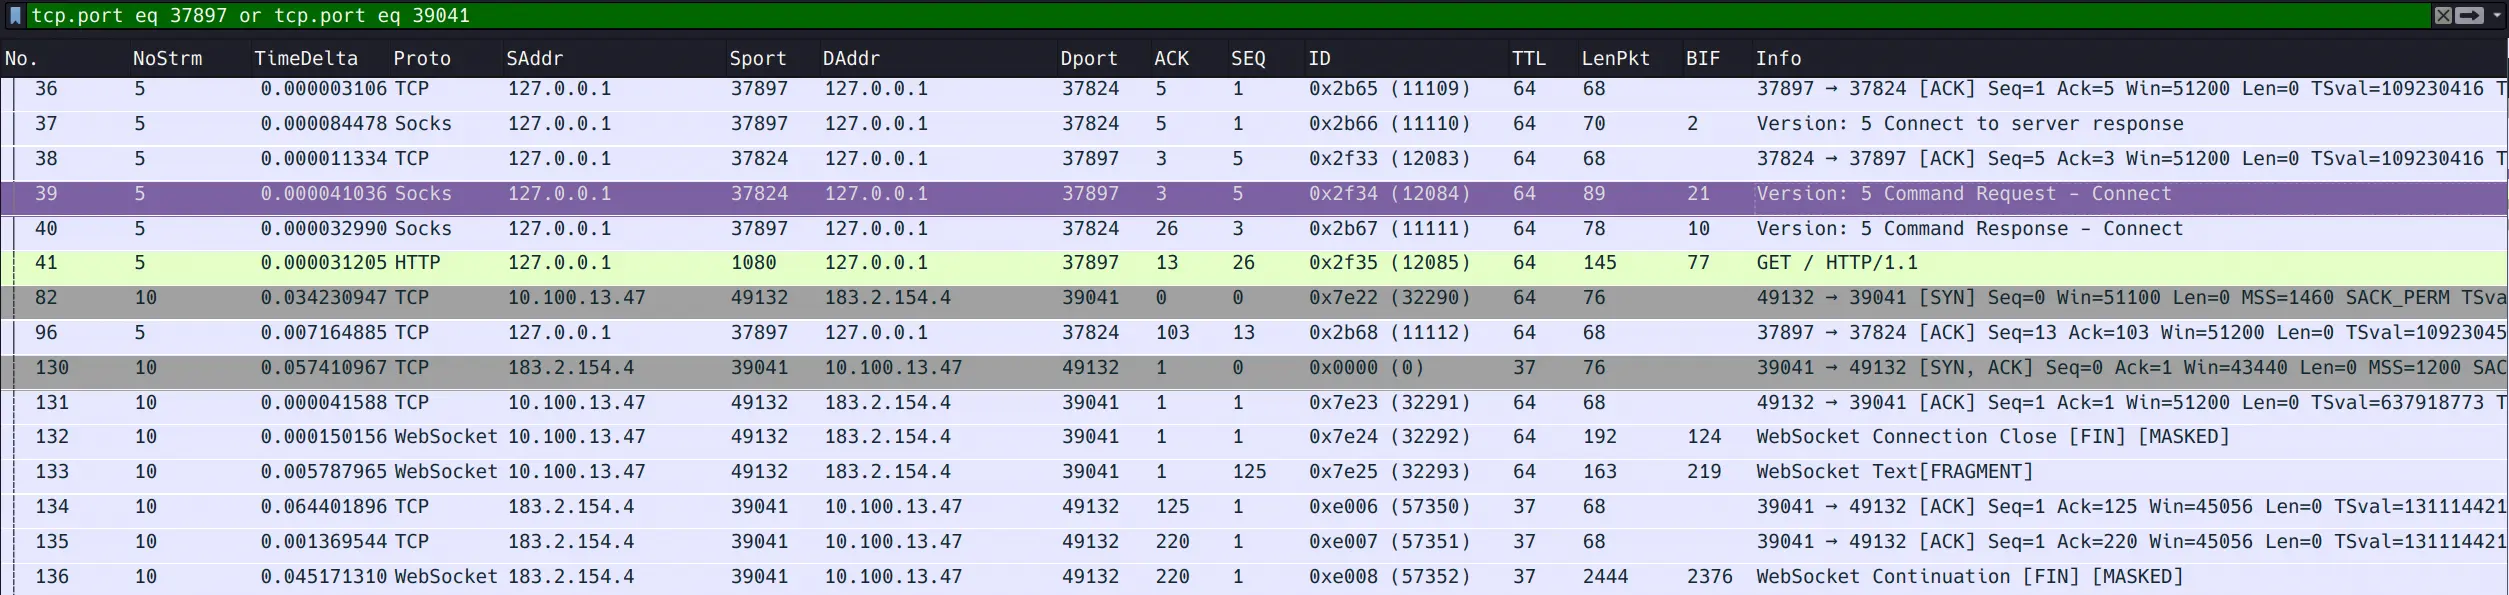 tcp.port eq 37897 or tcp.port eq 39041
No. NoStrm TimeDelta Proto SAddr Sport DAddr Dport ACK SEQ ID TTL LenPkt BIF Info
36 5 0.000003106 TCP 127.0.0.1 37897 127.0.0.1 37824 5 1 0x2b65 (11109) 64 68 37897 → 37824 [ACK] Seq=1 Ack=5 Win=51200 Len=0 TSval=109230416 T
37 5 0.000084478 Socks 127.0.0.1 37897 127.0.0.1 37824 5 1 0x2b66 (11110) 64 70 2 Version: 5 Connect to server response
38 5 0.000011334 TCP 127.0.0.1 37824 127.0.0.1 37897 3 5 0x2f33 (12083) 64 68 37824 → 37897 [ACK] Seq=5 Ack=3 Win=51200 Len=0 TSval=109230416 T
39 5 0.000041036 Socks 127.0.0.1 37824 127.0.0.1 37897 3 5 0x2f34 (12084) 64 89 21 Version: 5 Command Request - Connect
40 5 0.000032990 Socks 127.0.0.1 37897 127.0.0.1 37824 26 3 0x2b67 (11111) 64 78 10 Version: 5 Command Response - Connect
41 5 0.000031205 HTTP 127.0.0.1 1080 127.0.0.1 37897 13 26 0x2f35 (12085) 64 145 77 GET / HTTP/1.1
82 10 0.034230947 TCP 10.100.13.47 49132 183.2.154.4 39041 0 0 0x7e22 (32290) 64 76 49132 → 39041 [SYN] Seq=0 Win=51100 Len=0 MSS=1460 SACK_PERM TSva
96 5 0.007164885 TCP 127.0.0.1 37897 127.0.0.1 37824 103 13 0x2b68 (11112) 64 68 37897 → 37824 [ACK] Seq=13 Ack=103 Win=51200 Len=0 TSval=10923045
130 10 0.057410967 TCP 183.2.154.4 39041 10.100.13.47 49132 1 0 0x0000 (0) 37 76 39041 → 49132 [SYN, ACK] Seq=0 Ack=1 Win=43440 Len=0 MSS=1200 SAC
131 10 0.000041588 TCP 10.100.13.47 49132 183.2.154.4 39041 1 1 0x7e23 (32291) 64 68 49132 → 39041 [ACK] Seq=1 Ack=1 Win=51200 Len=0 TSval=637918773 T
132 10 0.000150156 WebSocket 10.100.13.47 49132 183.2.154.4 39041 1 1 0x7e24 (32292) 64 192 124 WebSocket Connection Close [FIN] [MASKED]
133 10 0.005787965 WebSocket 10.100.13.47 49132 183.2.154.4 39041 1 125 0x7e25 (32293) 64 163 219 WebSocket Text[FRAGMENT]
134 10 0.064401896 TCP 183.2.154.4 39041 10.100.13.47 49132 125 1 0xe006 (57350) 37 68 39041 → 49132 [ACK] Seq=1 Ack=125 Win=45056 Len=0 TSval=131114421
135 10 0.001369544 TCP 183.2.154.4 39041 10.100.13.47 49132 220 1 0xe007 (57351) 37 68 39041 → 49132 [ACK] Seq=1 Ack=220 Win=45056 Len=0 TSval=131114421
136 10 0.045171310 WebSocket 183.2.154.4 39041 10.100.13.47 49132 220 1 0xe008 (57352) 37 2444 2376 WebSocket Continuation [FIN] [MASKED]